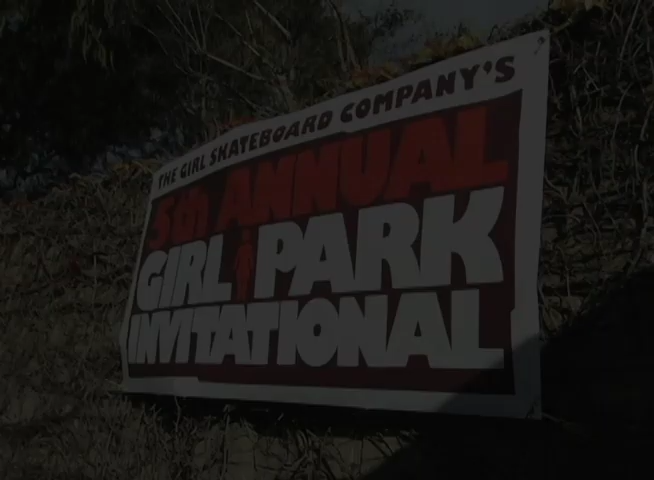 THE GIRL SKATEBOARD COMPANY'S
5th ANNUAL
GIRL PARK
INVITATIONAL